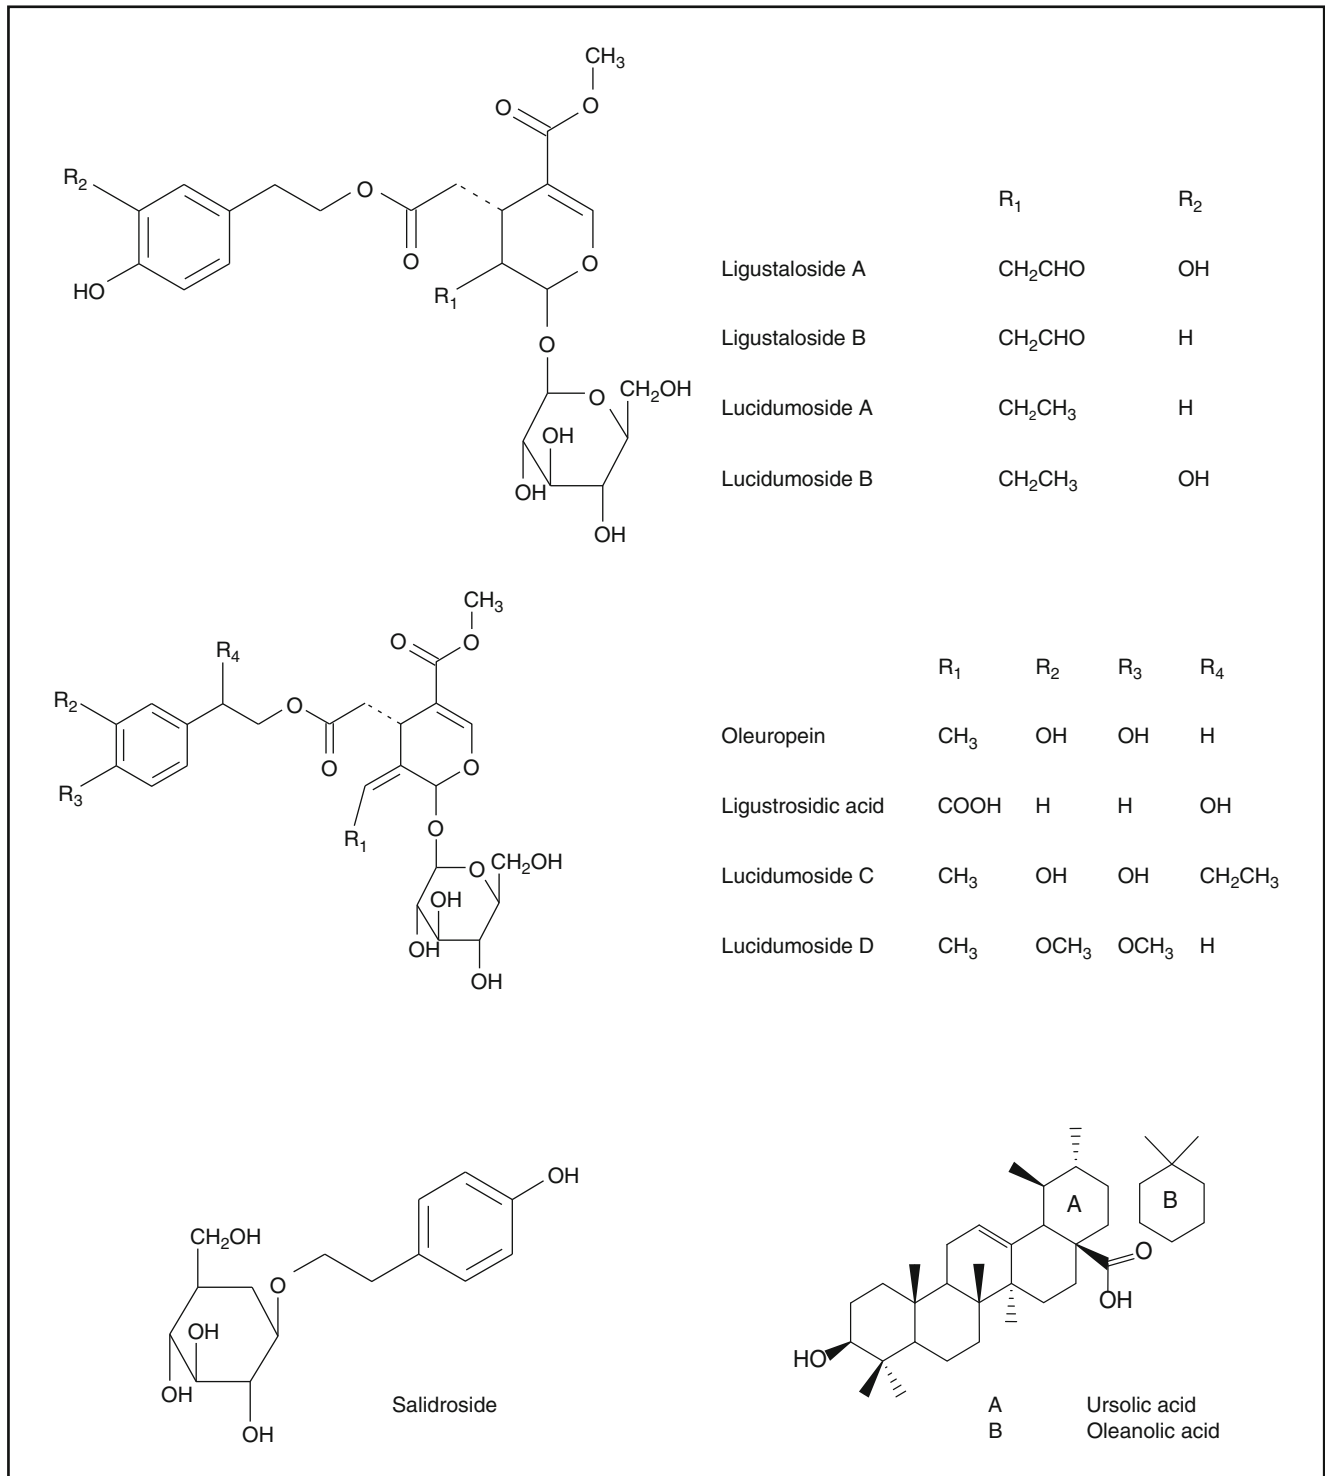 CH₃
O
O
R₂
O
O
HO
R₁
O
O
O
CH₂OH
OH
OH
OH
R₁ R₂
Ligustaloside A CH₂CHO OH
Ligustaloside B CH₂CHO H
Lucidumoside A CH₂CH₃ H
Lucidumoside B CH₂CH₃ OH
CH₃
O
O
R₄
R₂
O
O
R₃
R₁
O
O
O
CH₂OH
OH
OH
OH
R₁ R₂ R₃ R₄
Oleuropein CH₃ OH OH H
Ligustrosidic acid COOH H H OH
Lucidumoside C CH₃ OH OH CH₂CH₃
Lucidumoside D CH₃ OCH₃ OCH₃ H
OH
CH₂OH
O
OH
OH
OH
Salidroside
A
B
O
OH
HO
A Ursolic acid
B Oleanolic acid